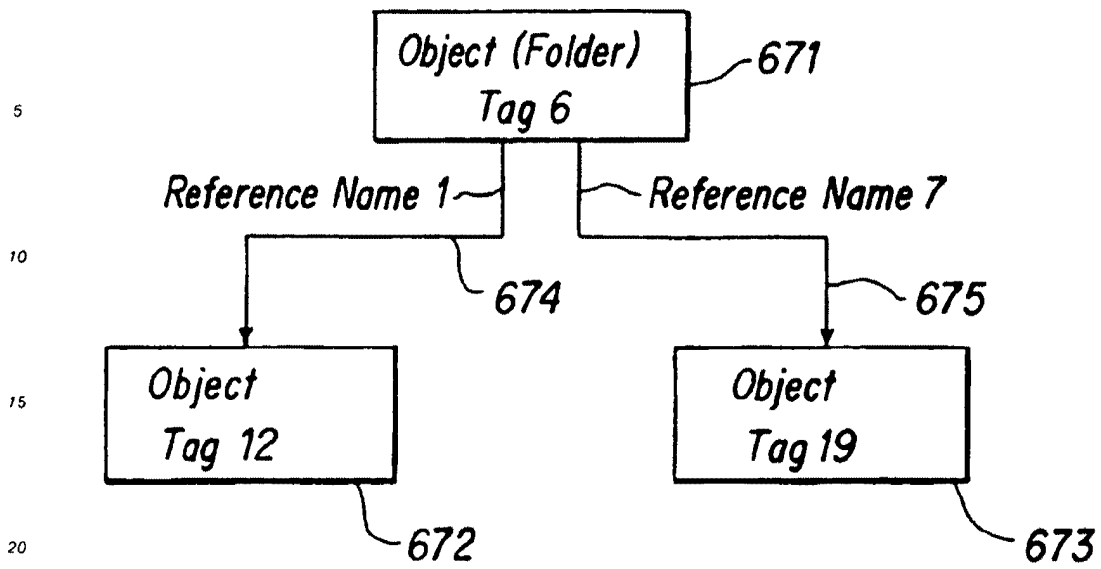 Object (Folder)
Tag 6
671
5
Reference Name 1
Reference Name 7
10
674
675
Object
Tag 12
Object
Tag 19
15
672
673
20